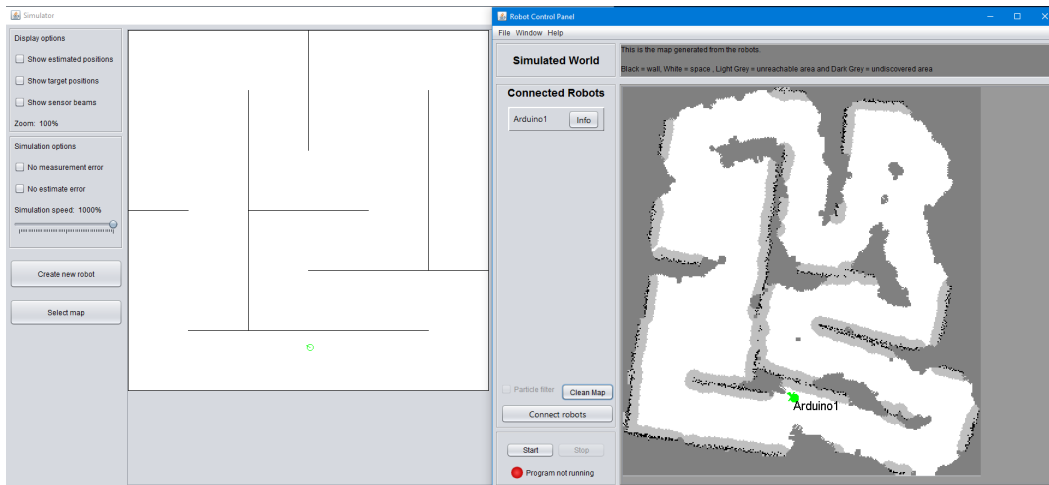 Simulator
Display options
Show estimated positions
Show target positions
Show sensor beams
Zoom: 100%
Simulation options
No measurement error
No estimate error
Simulation speed: 1000%
Create new robot
Select map
Robot Control Panel
File Window Help
Simulated World
This is the map generated from the robots.
Black = wall, White = space , Light Grey = unreachable area and Dark Grey = undiscovered area
Connected Robots
Arduino1 Info
Particle filter Clean Map
Connect robots
Start Stop
Program not running
Arduino1